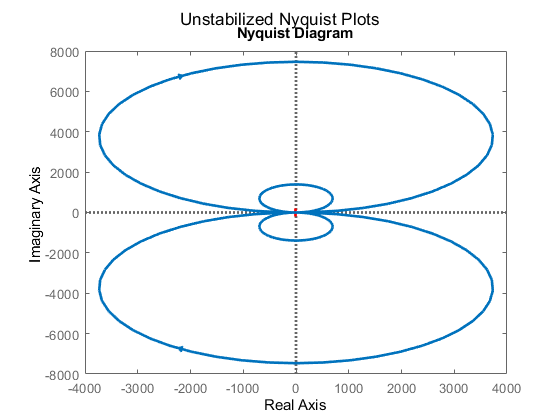 Unstabilized Nyquist Plots
Nyquist Diagram
8000
6000
4000
2000
0
-2000
-4000
-6000
-8000
Imaginary Axis
-4000 -3000 -2000 -1000 0 1000 2000 3000 4000
Real Axis